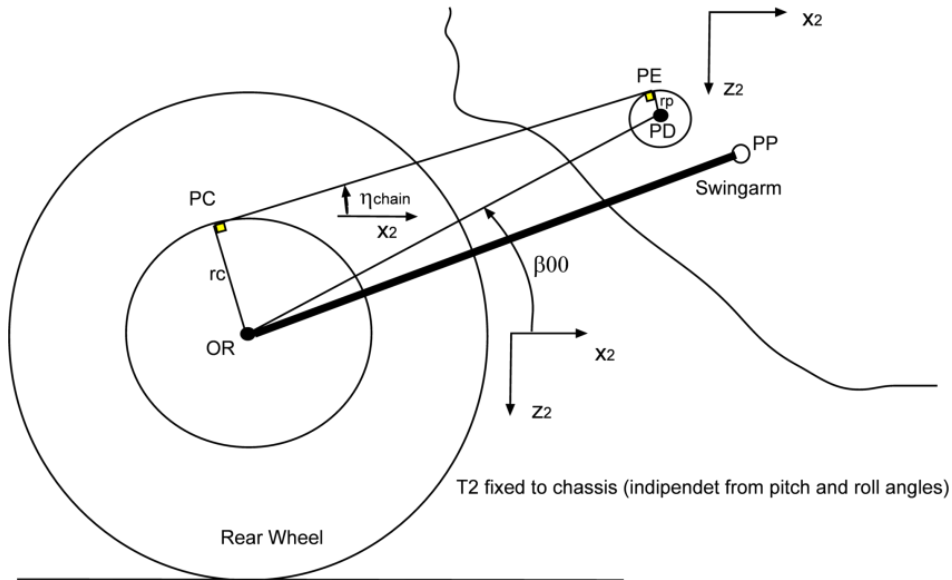 x2
PE
z2
rp
PD
PP
Swingarm
PC
ηchain
x2
β00
rc
OR
x2
z2
T2 fixed to chassis (indipendet from pitch and roll angles)
Rear Wheel